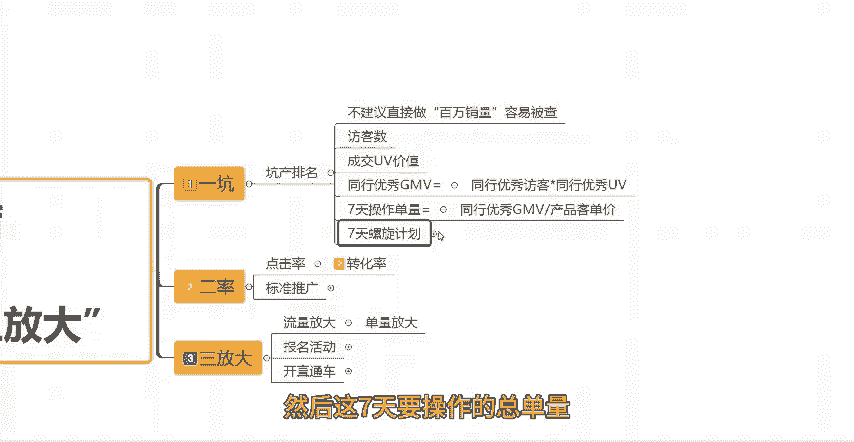 不建议直接做“百万销量”容易被查
访客数
1一坑
坑产排名
成交UV价值
同行优秀GMV= 同行优秀访客*同行优秀UV
7天操作单量= 同行优秀GMV/产品客单价
7天螺旋计划
二率
点击率 转化率
标准推广
放大”
3三放大
流量放大 单量放大
报名活动
开直通车
然后这7天要操作的总单量